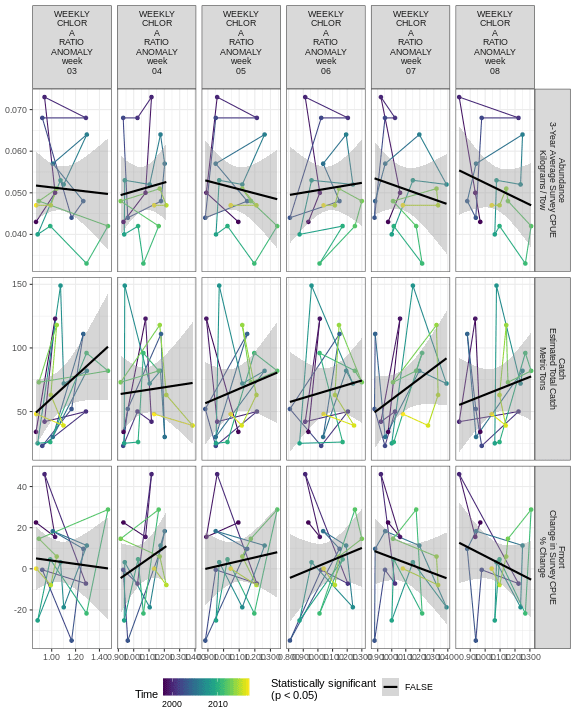 WEEKLY
CHLOR
A
RATIO
ANOMALY
week
03
WEEKLY
CHLOR
A
RATIO
ANOMALY
week
04
WEEKLY
CHLOR
A
RATIO
ANOMALY
week
05
WEEKLY
CHLOR
A
RATIO
ANOMALY
week
06
WEEKLY
CHLOR
A
RATIO
ANOMALY
week
07
WEEKLY
CHLOR
A
RATIO
ANOMALY
week
08
0.070
0.060
0.050
0.040
Abundance
3-Year Average Survey CPUE
Kilograms /Tow
150
100
50
Catch
Estimated Total Catch
Metric Tons
40
20
0
-20
Fmort
Change in Survey CPUE
% Change
1.00
1.20
Time
2000
2010
Statistically significant
(p < 0.05)
FALSE